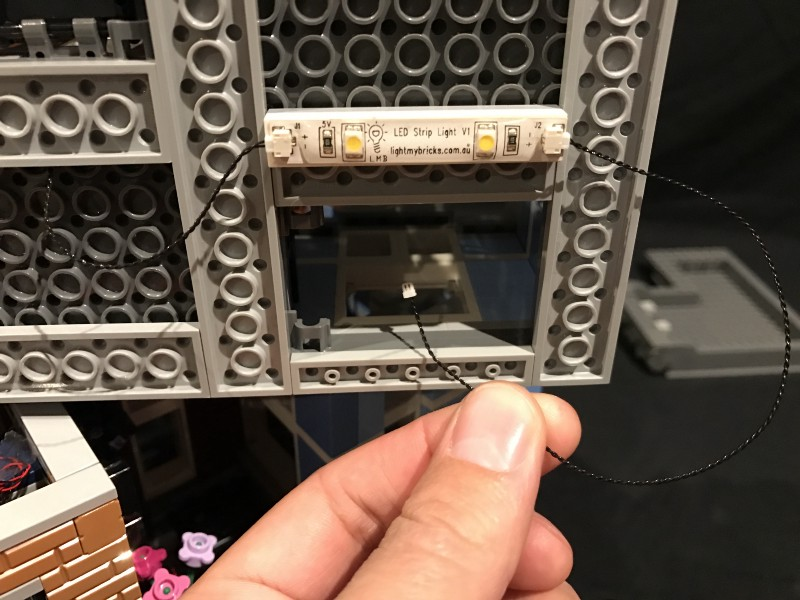 J1 5V LED Strip Light V1 J2
+ LMB lightmybricks.com.au +
- -